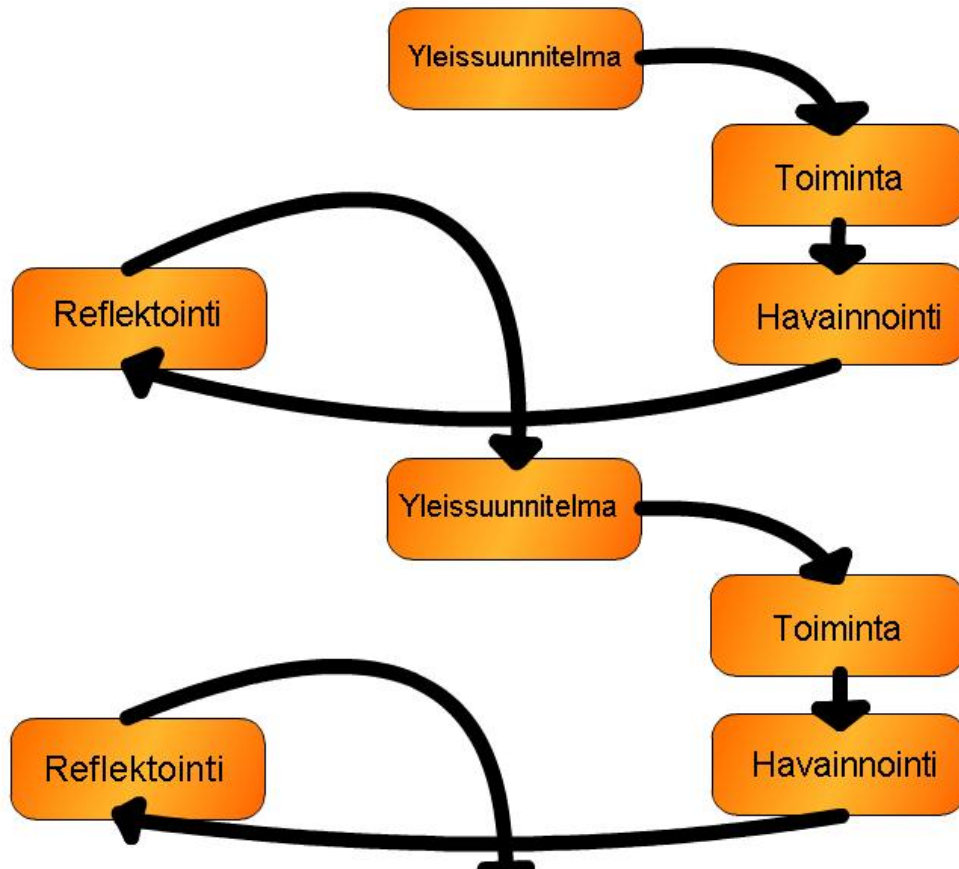 Yleissuunnitelma
Toiminta
Havainnointi
Reflektointi
Yleissuunnitelma
Toiminta
Havainnointi
Reflektointi